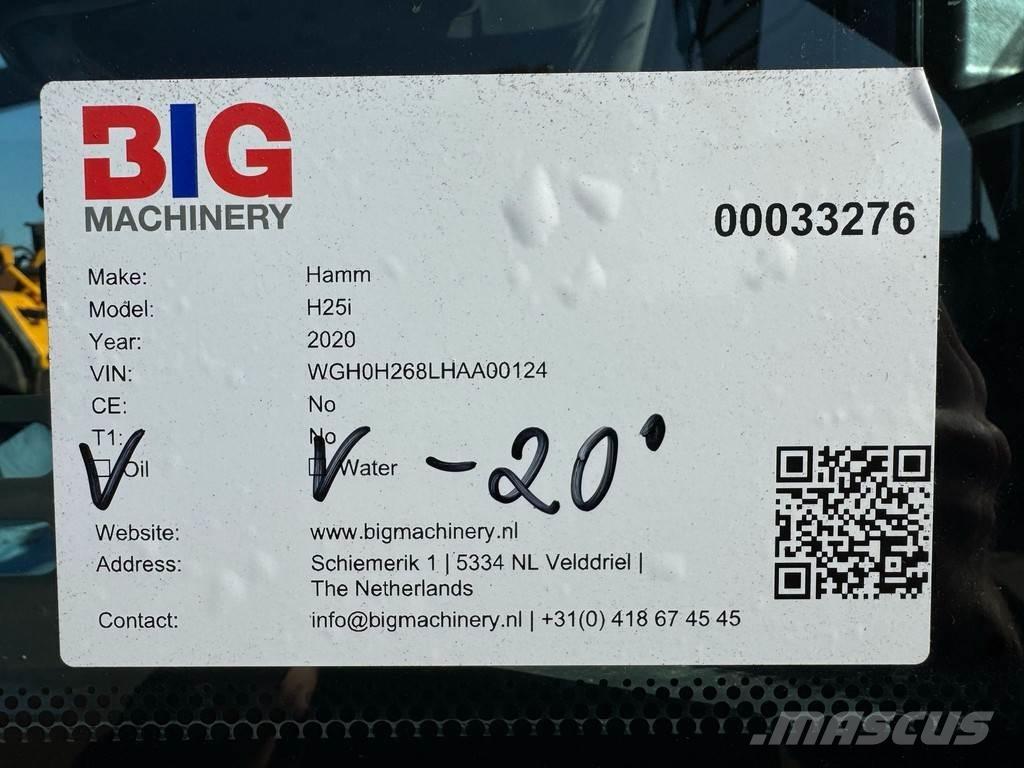 BIG
MACHINERY
00033276
Make: Hamm
Model: H25i
Year: 2020
VIN: WGH0H268LHAA00124
CE: No
T1: No
V Oil V Water - -20°
Website: www.bigmachinery.nl
Address: Schiemerik 1 | 5334 NL Velddriel |
The Netherlands
Contact: info@bigmachinery.nl | +31(0) 418 67 45 45
MASCUS